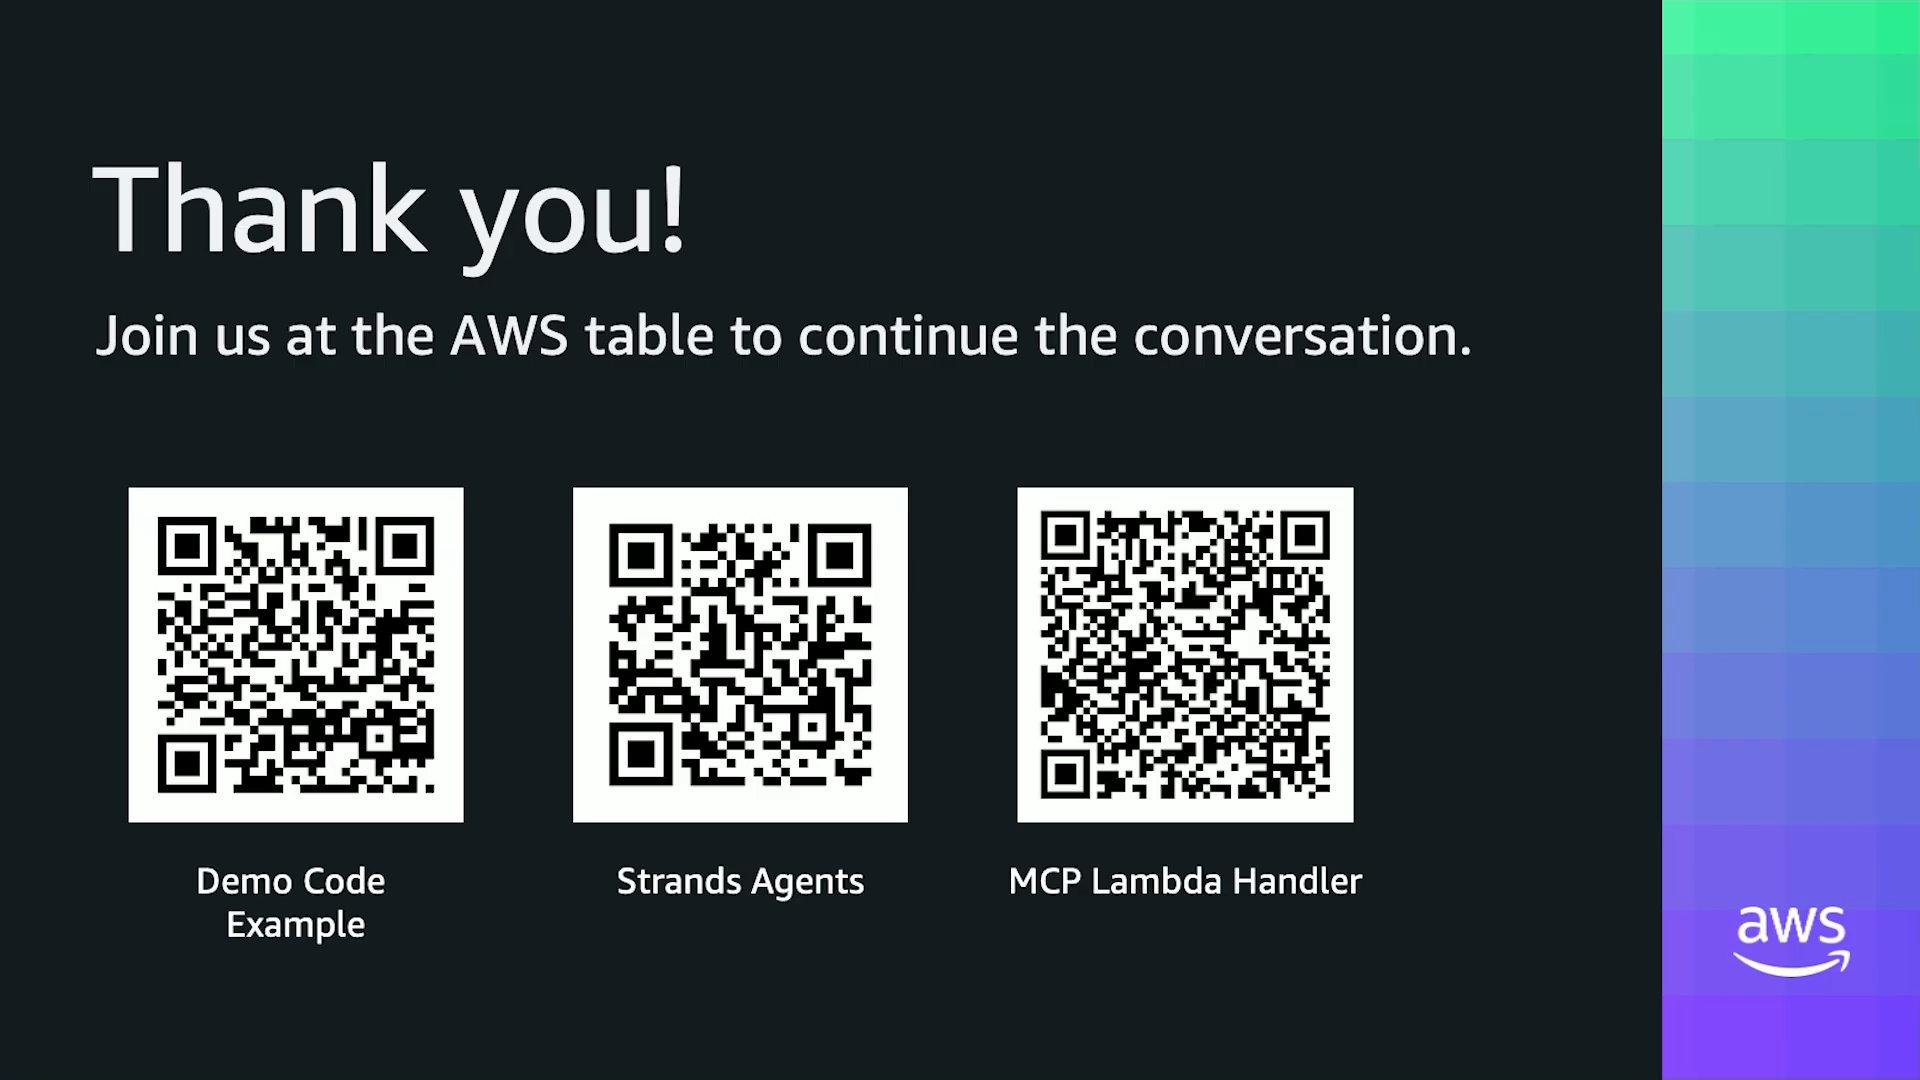 Thank you!
Join us at the AWS table to continue the conversation.
Demo Code
Example
Strands Agents
MCP Lambda Handler
aws